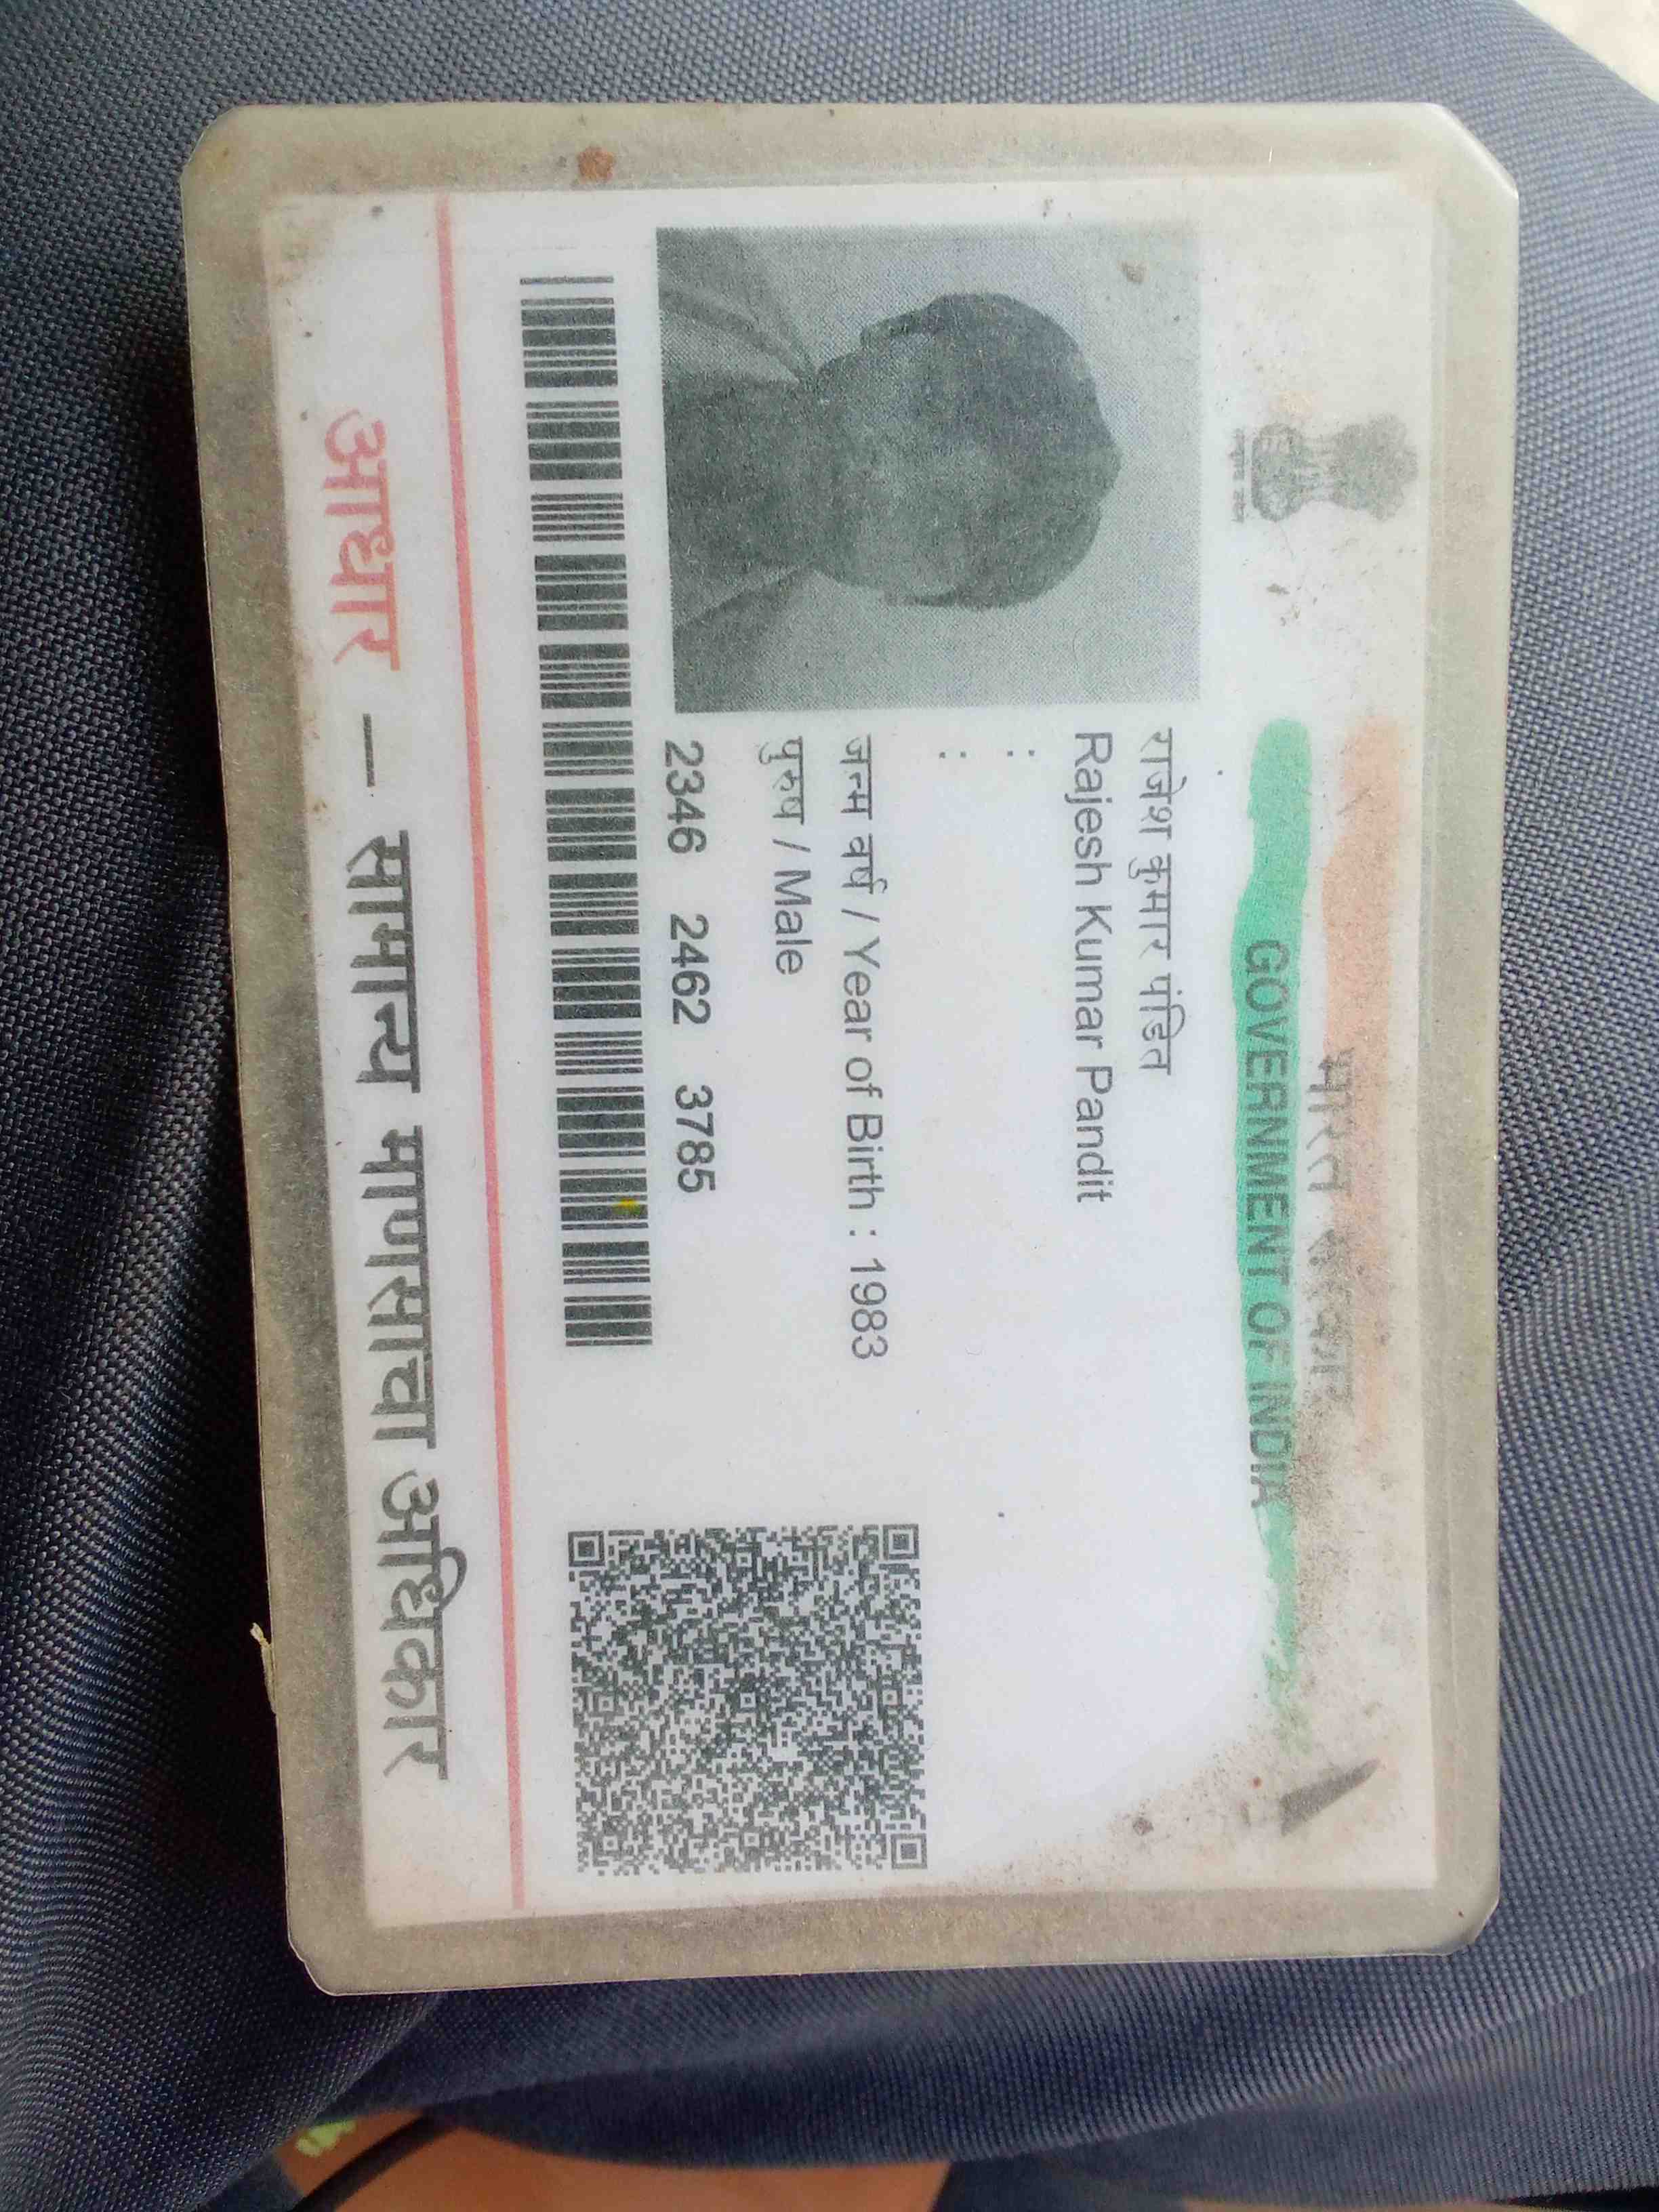 भारत सरकार
GOVERNMENT OF INDIA
राजेश कुमार पंडित
Rajesh Kumar Pandit
:
:
जन्म वर्ष / Year of Birth : 1983
पुरुष / Male
2346 2462 3785
आधार – सामान्य माणसाचा अधिकार